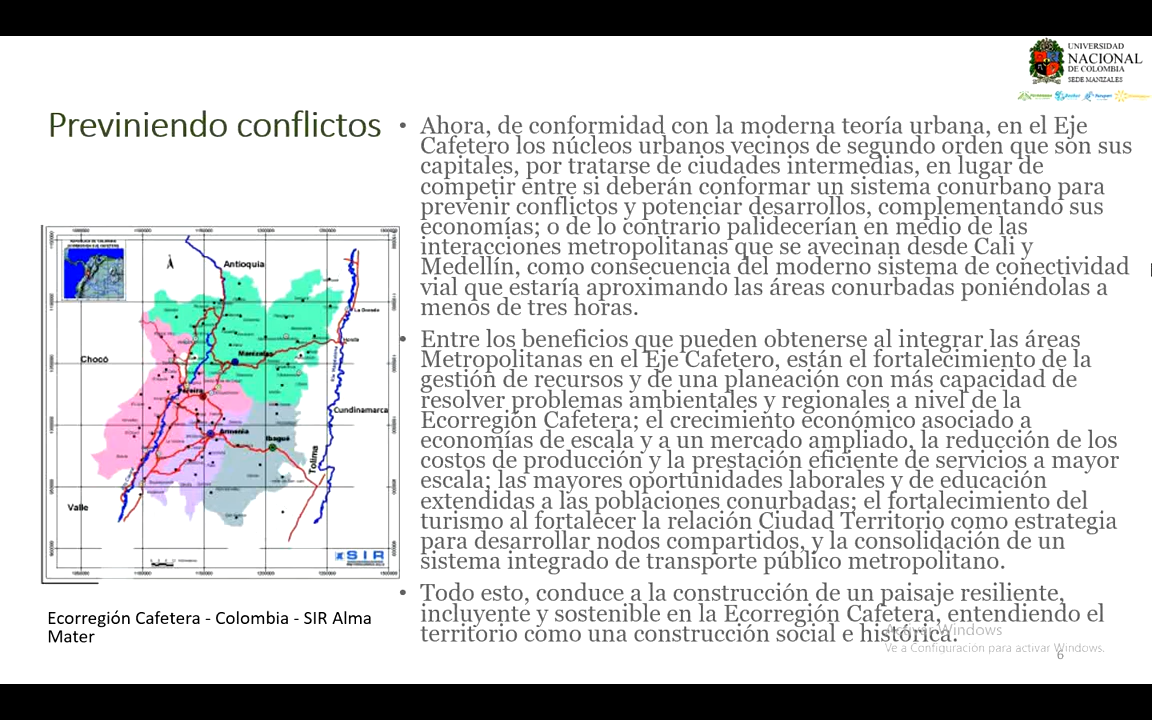 UNIVERSIDAD
NACIONAL
DE COLOMBIA
SEDE MANIZALES
Previniendo conflictos
• Ahora, de conformidad con la moderna teoría urbana, en el Eje
Cafetero los núcleos urbanos vecinos de segundo orden que son sus
capitales, por tratarse de ciudades intermedias, en lugar de
competir entre si deberán conformar un sistema conurbano para
prevenir conflictos y potenciar desarrollos, complementando sus
economías; o de lo contrario palidecerían en medio de las
interacciones metropolitanas que se avecinan desde Cali y
Medellín, como consecuencia del moderno sistema de conectividad
vial que estaría aproximando las áreas conurbadas poniéndolas a
menos de tres horas.
• Entre los beneficios que pueden obtenerse al integrar las áreas
Metropolitanas en el Eje Cafetero, están el fortalecimiento de la
gestión de recursos y de una planeación con más capacidad de
resolver problemas ambientales y regionales a nivel de la
Ecorregión Cafetera; el crecimiento económico asociado a
economías de escala y a un mercado ampliado, la reducción de los
costos de producción y la prestación eficiente de servicios a mayor
escala; las mayores oportunidades laborales y de educación
extendidas a las poblaciones conurbadas; el fortalecimiento del
turismo al fortalecer la relación Ciudad Territorio como estrategia
para desarrollar nodos compartidos, y la consolidación de un
sistema integrado de transporte público metropolitano.
• Todo esto, conduce a la construcción de un paisaje resiliente,
incluyente y sostenible en la Ecorregión Cafetera, entendiendo el
territorio como una construcción social e histórica.
Antioquia
La Dorada
Honda
Chocó
Manizales
Pereira
Cundinamarca
Armenia
Ibagué
Tolima
Valle
SIR
Ecorregión Cafetera - Colombia - SIR Alma
Mater
Activar Windows
Ve a Configuración para activar Windows.
6